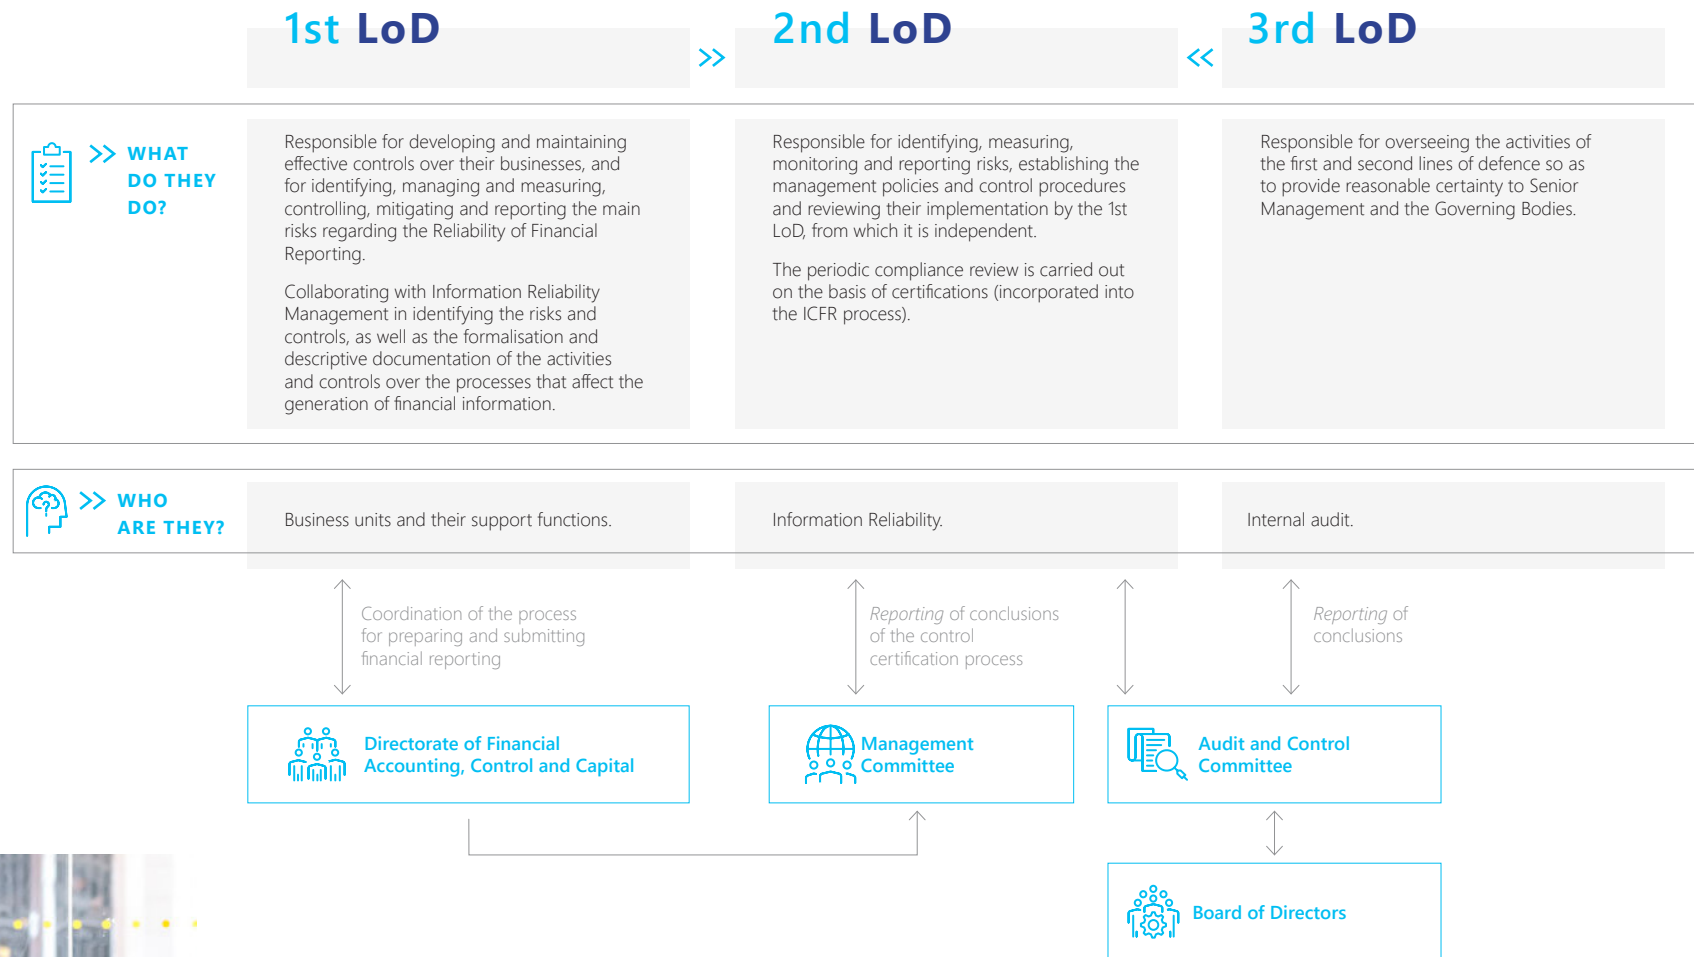 1st LoD
2nd LoD
3rd LoD
WHAT
DO THEY
DO?
Responsible for developing and maintaining
effective controls over their businesses, and
for identifying, managing and measuring,
controlling, mitigating and reporting the main
risks regarding the Reliability of Financial
Reporting.
Collaborating with Information Reliability
Management in identifying the risks and
controls, as well as the formalisation and
descriptive documentation of the activities
and controls over the processes that affect the
generation of financial information.
Responsible for identifying, measuring,
monitoring and reporting risks, establishing the
management policies and control procedures
and reviewing their implementation by the 1st
LoD, from which it is independent.
The periodic compliance review is carried out
on the basis of certifications (incorporated into
the ICFR process).
Responsible for overseeing the activities of
the first and second lines of defence so as
to provide reasonable certainty to Senior
Management and the Governing Bodies.
WHO
ARE THEY?
Business units and their support functions.
Information Reliability.
Internal audit.
Coordination of the process
for preparing and submitting
financial reporting
Reporting of conclusions
of the control
certification process
Reporting of
conclusions
Directorate of Financial
Accounting, Control and Capital
Management
Committee
Audit and Control
Committee
Board of Directors